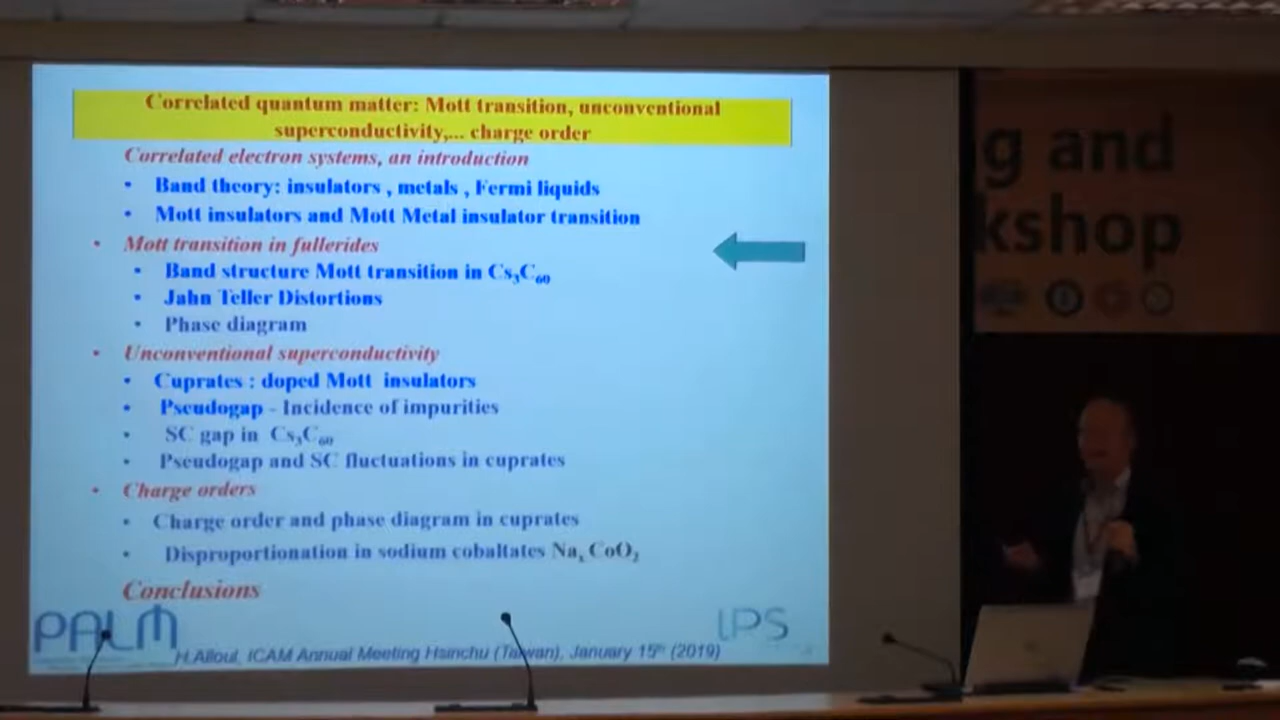 Correlated quantum matter: Mott transition, unconventional
superconductivity,... charge order
Correlated electron systems, an introduction
• Band theory: insulators , metals , Fermi liquids
• Mott insulators and Mott Metal insulator transition
• Mott transition in fullerides
• Band structure Mott transition in Cs₃C₆₀
• Jahn Teller Distortions
• Phase diagram
• Unconventional superconductivity
• Cuprates : doped Mott insulators
• Pseudogap - Incidence of impurities
• SC gap in Cs₃C₆₀
• Pseudogap and SC fluctuations in cuprates
• Charge orders
• Charge order and phase diagram in cuprates
• Disproportionation in sodium cobaltates NaₓCoO₂
Conclusions
PALM
LPS
H.Alloul, ICAM Annual Meeting Hsinchu (Taiwan), January 15th (2019)
g and
kshop